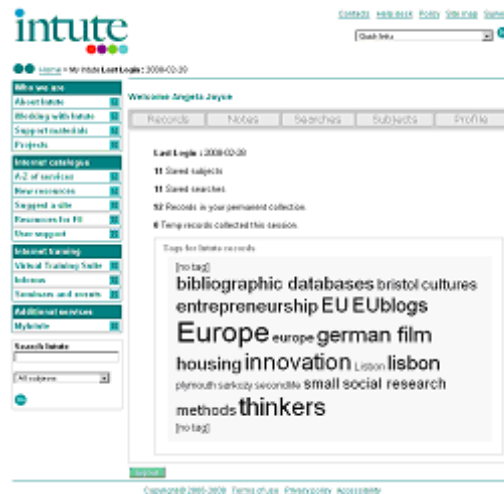 intute
Contacts Help desk Policy Site map
Quick links
Home > My Intute Last Login : 2008-02-28
Who we are
About Intute
Working with Intute
Support materials
Projects
Internet catalogue
A-Z of services
New resources
Suggest a site
Resources for FE
User support
Internet training
Virtual Training Suite
Informs
Seminars and events
Additional services
MyIntute
Search Intute
All subjects
Welcome Angela Joyce
Records Notes Searches Subjects Profile
Last Login : 2008-02-28
11 Saved subjects
11 Saved searches
52 Records in your permanent collection.
0 Temp records collected this session.
Tags for Intute records
[no tag]
bibliographic databases bristol cultures
entrepreneurship EU EUblogs
Europe europe german film
housing innovation Lisbon lisbon
plymouth sarkozy secondlife small social research
methods thinkers
[no tag]
Copyright© 2006-2008 Terms of use Privacy policy Accessibility